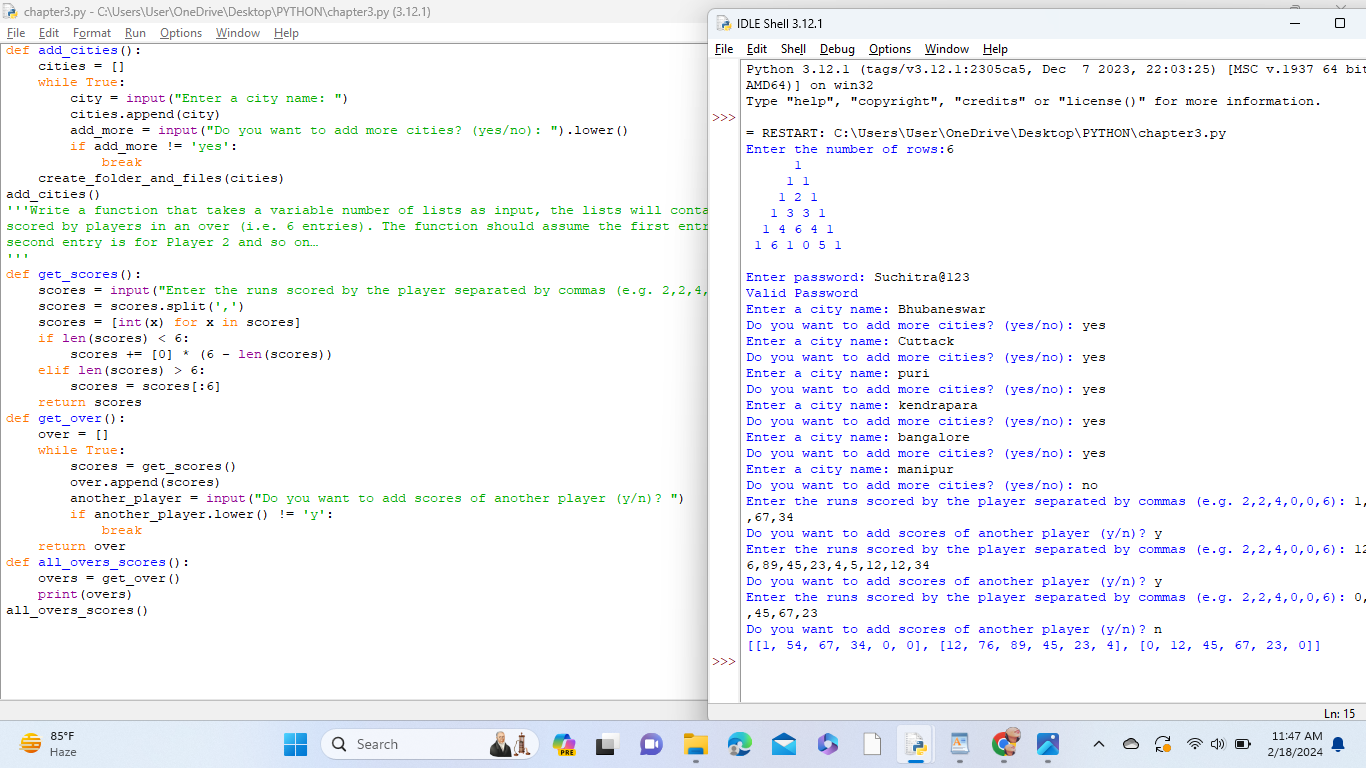 chapter3.py - C:\Users\User\OneDrive\Desktop\PYTHON\chapter3.py (3.12.1)
File Edit Format Run Options Window Help
def add_cities():
    cities = []
    while True:
        city = input("Enter a city name: ")
        cities.append(city)
        add_more = input("Do you want to add more cities? (yes/no): ").lower()
        if add_more != 'yes':
            break
    create_folder_and_files(cities)
add_cities()
'''Write a function that takes a variable number of lists as input, the lists will conta
scored by players in an over (i.e. 6 entries). The function should assume the first entr
second entry is for Player 2 and so on…
'''
def get_scores():
    scores = input("Enter the runs scored by the player separated by commas (e.g. 2,2,4,
    scores = scores.split(',')
    scores = [int(x) for x in scores]
    if len(scores) < 6:
        scores += [0] * (6 - len(scores))
    elif len(scores) > 6:
        scores = scores[:6]
    return scores
def get_over():
    over = []
    while True:
        scores = get_scores()
        over.append(scores)
        another_player = input("Do you want to add scores of another player (y/n)? ")
        if another_player.lower() != 'y':
            break
    return over
def all_overs_scores():
    overs = get_over()
    print(overs)
all_overs_scores()
IDLE Shell 3.12.1
File Edit Shell Debug Options Window Help
Python 3.12.1 (tags/v3.12.1:2305ca5, Dec  7 2023, 22:03:25) [MSC v.1937 64 bit
AMD64)] on win32
Type "help", "copyright", "credits" or "license()" for more information.
>>>
= RESTART: C:\Users\User\OneDrive\Desktop\PYTHON\chapter3.py
Enter the number of rows:6
      1
     1 1
    1 2 1
   1 3 3 1
  1 4 6 4 1
 1 6 1 0 5 1
Enter password: Suchitra@123
Valid Password
Enter a city name: Bhubaneswar
Do you want to add more cities? (yes/no): yes
Enter a city name: Cuttack
Do you want to add more cities? (yes/no): yes
Enter a city name: puri
Do you want to add more cities? (yes/no): yes
Enter a city name: kendrapara
Do you want to add more cities? (yes/no): yes
Enter a city name: bangalore
Do you want to add more cities? (yes/no): yes
Enter a city name: manipur
Do you want to add more cities? (yes/no): no
Enter the runs scored by the player separated by commas (e.g. 2,2,4,0,0,6): 1,
,67,34
Do you want to add scores of another player (y/n)? y
Enter the runs scored by the player separated by commas (e.g. 2,2,4,0,0,6): 12
6,89,45,23,4,5,12,12,34
Do you want to add scores of another player (y/n)? y
Enter the runs scored by the player separated by commas (e.g. 2,2,4,0,0,6): 0,
,45,67,23
Do you want to add scores of another player (y/n)? n
[[1, 54, 67, 34, 0, 0], [12, 76, 89, 45, 23, 4], [0, 12, 45, 67, 23, 0]]
>>>
Ln: 15
85°F
Haze
Search
PRE
11:47 AM
2/18/2024